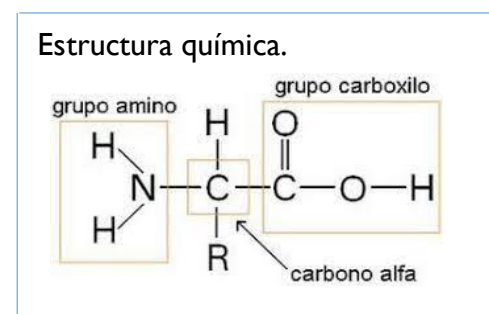 Estructura química.
grupo carboxilo
grupo amino
H O
H
N C C O H
H
R
carbono alfa